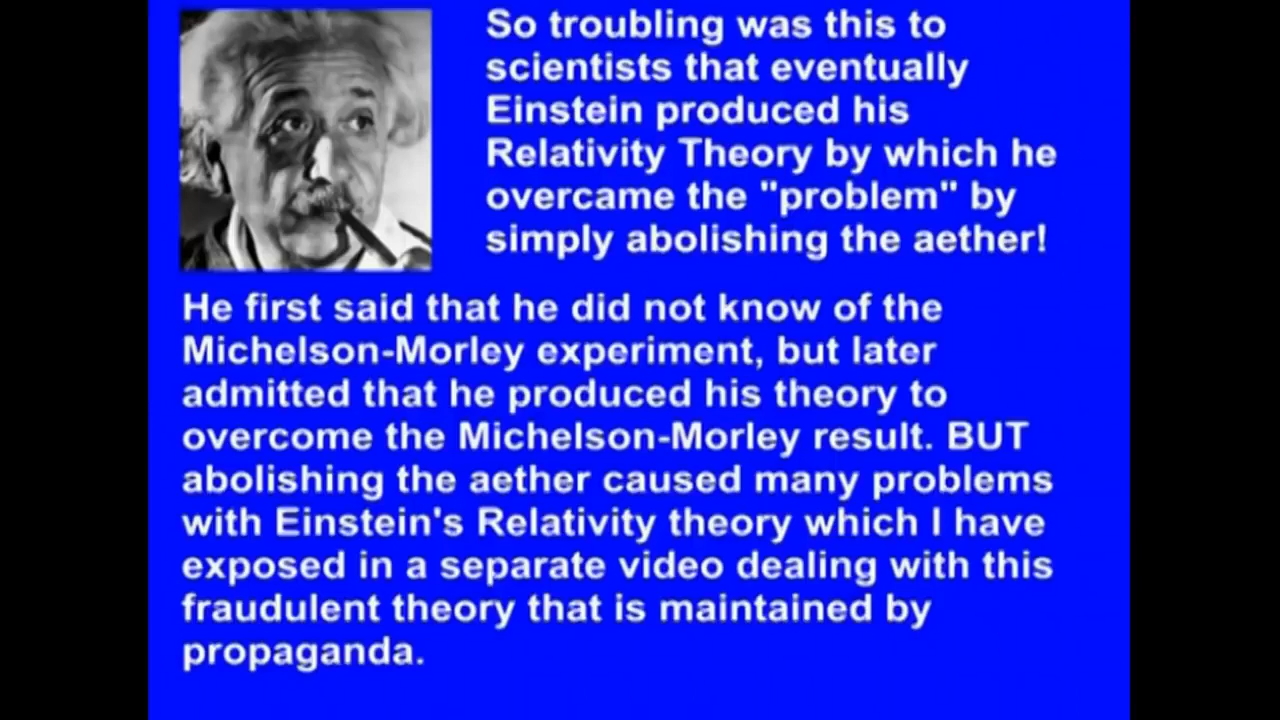 So troubling was this to
scientists that eventually
Einstein produced his
Relativity Theory by which he
overcame the "problem" by
simply abolishing the aether!
He first said that he did not know of the
Michelson-Morley experiment, but later
admitted that he produced his theory to
overcome the Michelson-Morley result. BUT
abolishing the aether caused many problems
with Einstein's Relativity theory which I have
exposed in a separate video dealing with this
fraudulent theory that is maintained by
propaganda.